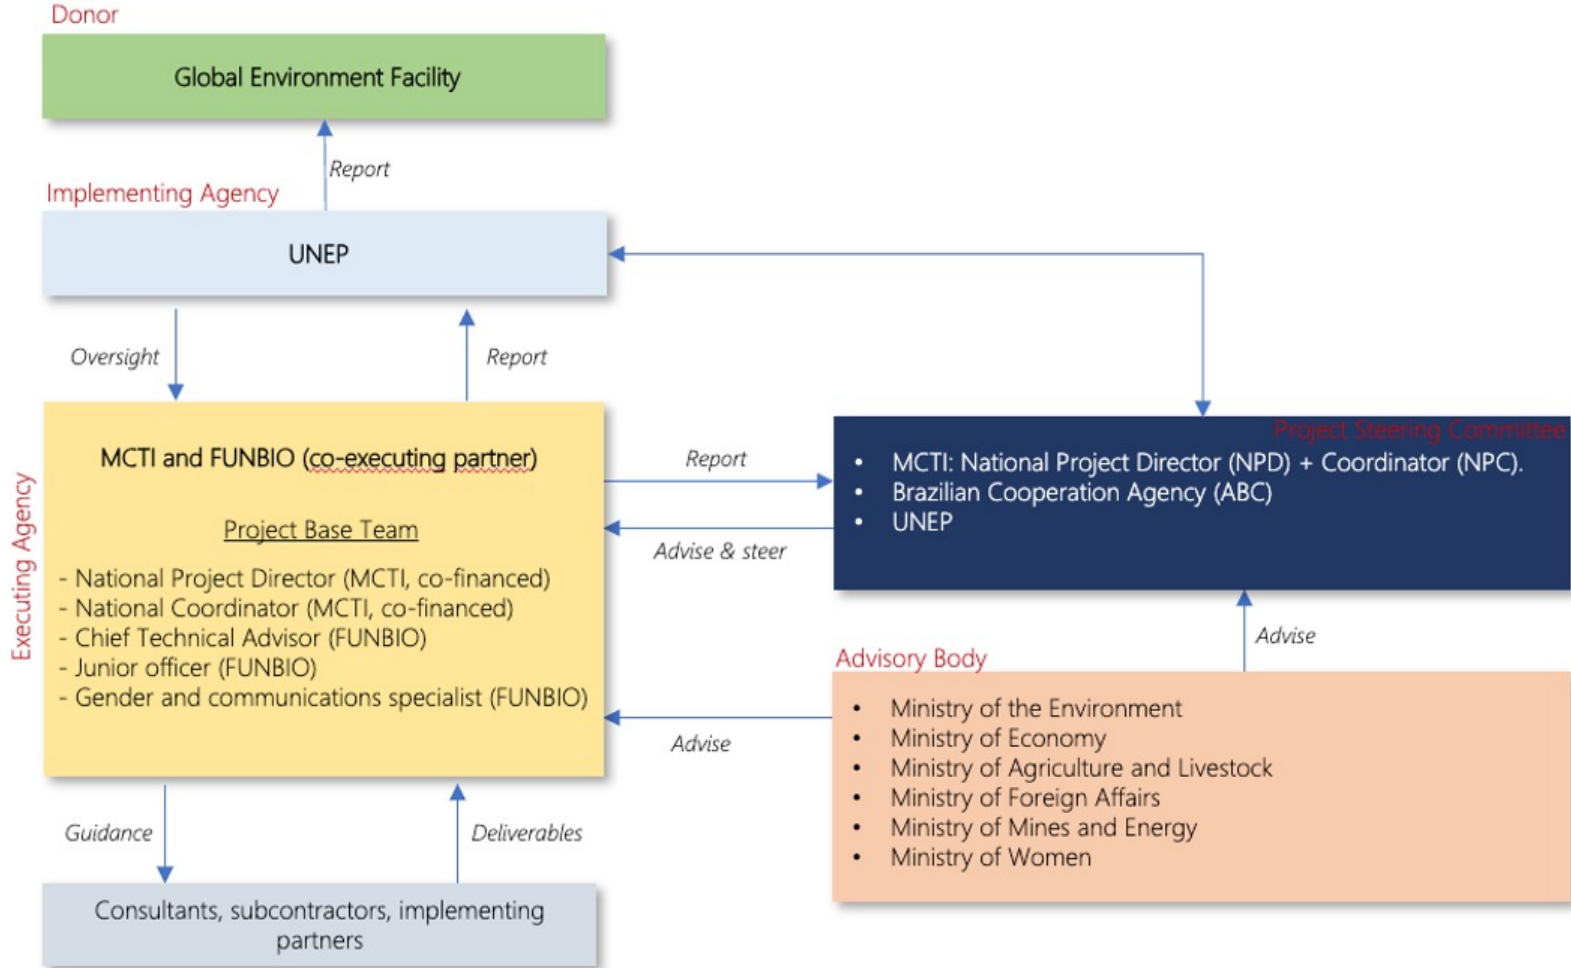 Donor
Global Environment Facility
Report
Implementing Agency
UNEP
Oversight
Report
Executing Agency
MCTI and FUNBIO (co-executing partner)
Project Base Team
- National Project Director (MCTI, co-financed)
- National Coordinator (MCTI, co-financed)
- Chief Technical Advisor (FUNBIO)
- Junior officer (FUNBIO)
- Gender and communications specialist (FUNBIO)
Report
Advise & steer
Project Steering Committee
• MCTI: National Project Director (NPD) + Coordinator (NPC).
• Brazilian Cooperation Agency (ABC)
• UNEP
Advise
Advisory Body
• Ministry of the Environment
• Ministry of Economy
• Ministry of Agriculture and Livestock
• Ministry of Foreign Affairs
• Ministry of Mines and Energy
• Ministry of Women
Advise
Guidance
Deliverables
Consultants, subcontractors, implementing
partners